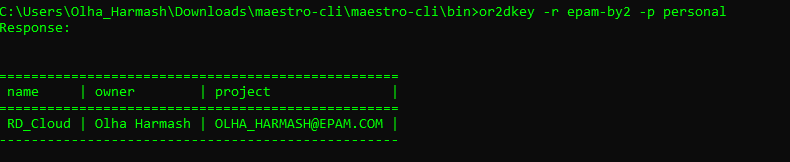 C:\Users\Olha_Harmash\Downloads\maestro-cli\maestro-cli\bin>or2dkey -r epam-by2 -p personal
Response:
==================================================
name | owner | project |
==================================================
RD_Cloud | Olha Harmash | OLHA_HARMASH@EPAM.COM |
--------------------------------------------------